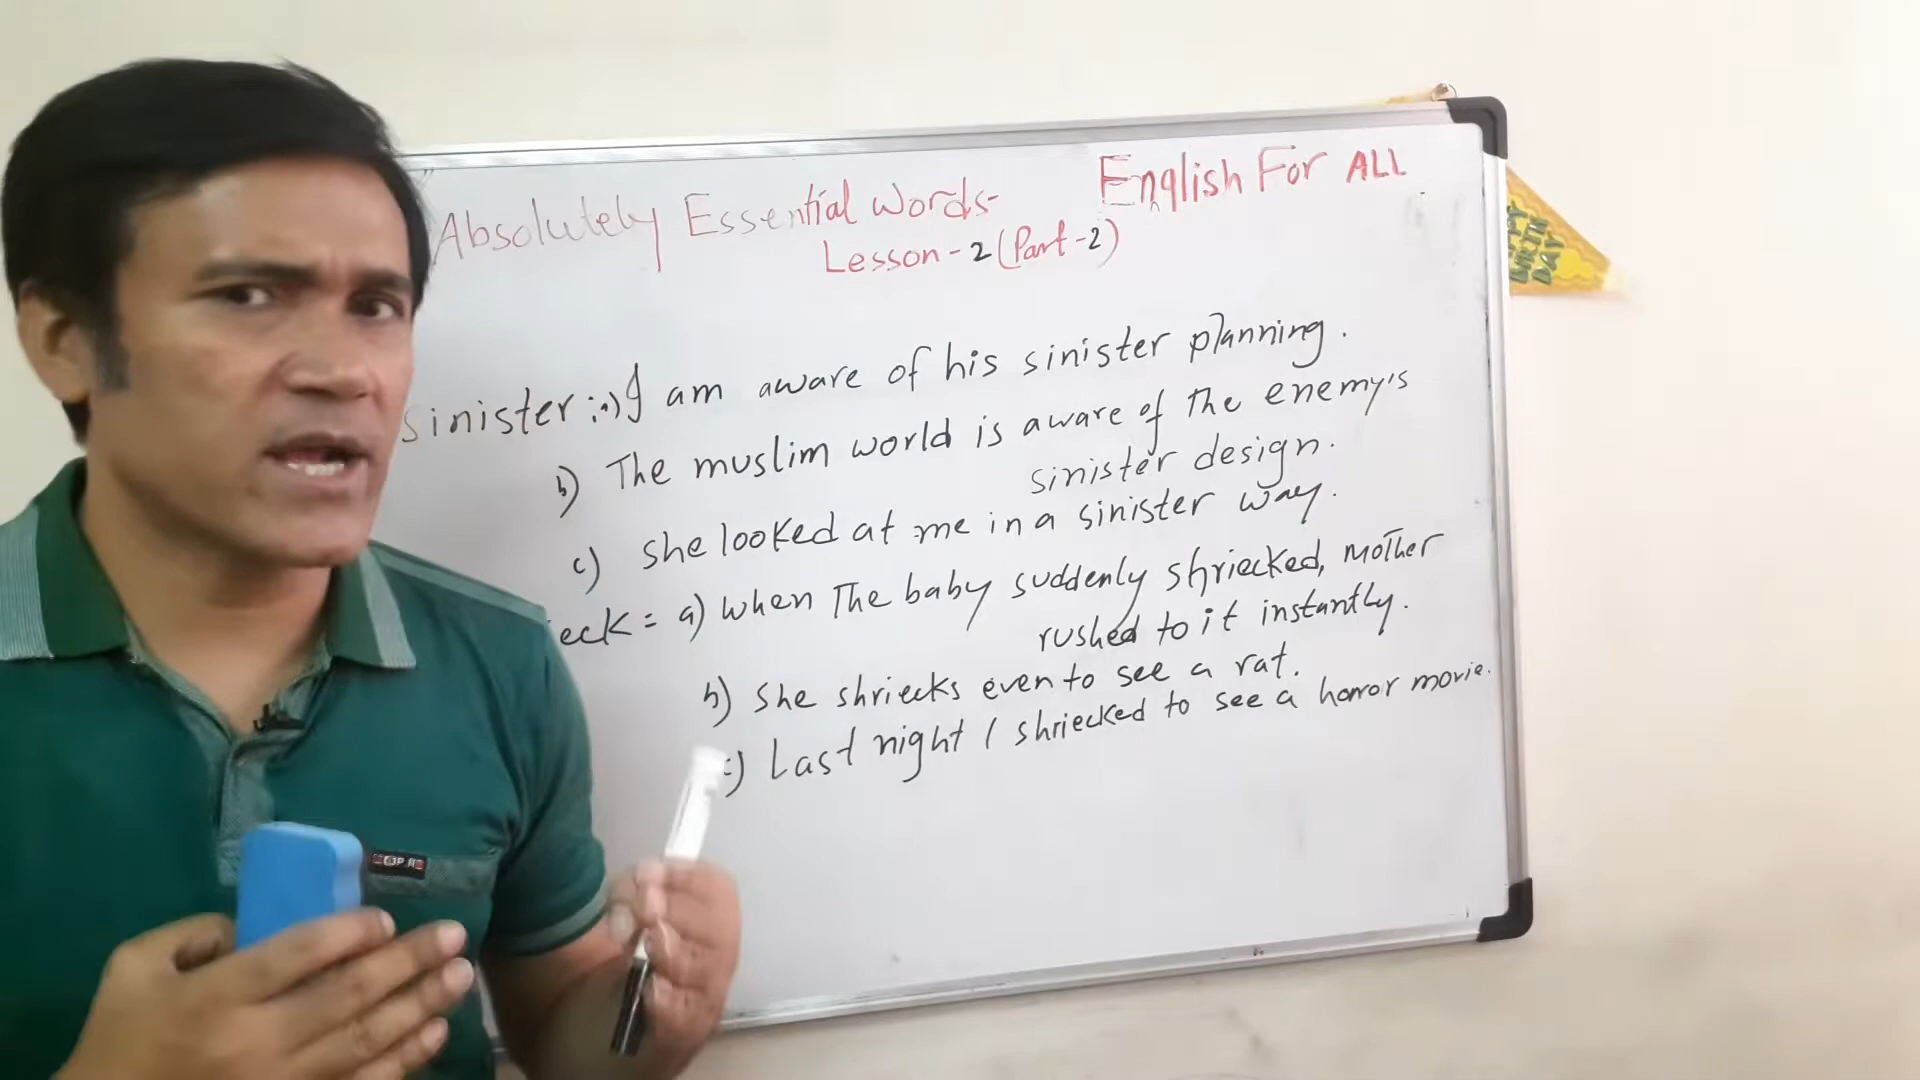 Absolutely Essential Words-
English For ALL
Lesson-2 (Part-2)
Sinister: a) I am aware of his sinister planning.
b) The muslim world is aware of the enemy's
sinister design.
c) she looked at me in a sinister way.
eck = a) when The baby suddenly shriecked, mother
rushed to it instantly.
b) She shriecks even to see a rat.
c) Last night I shriecked to see a horror movie.